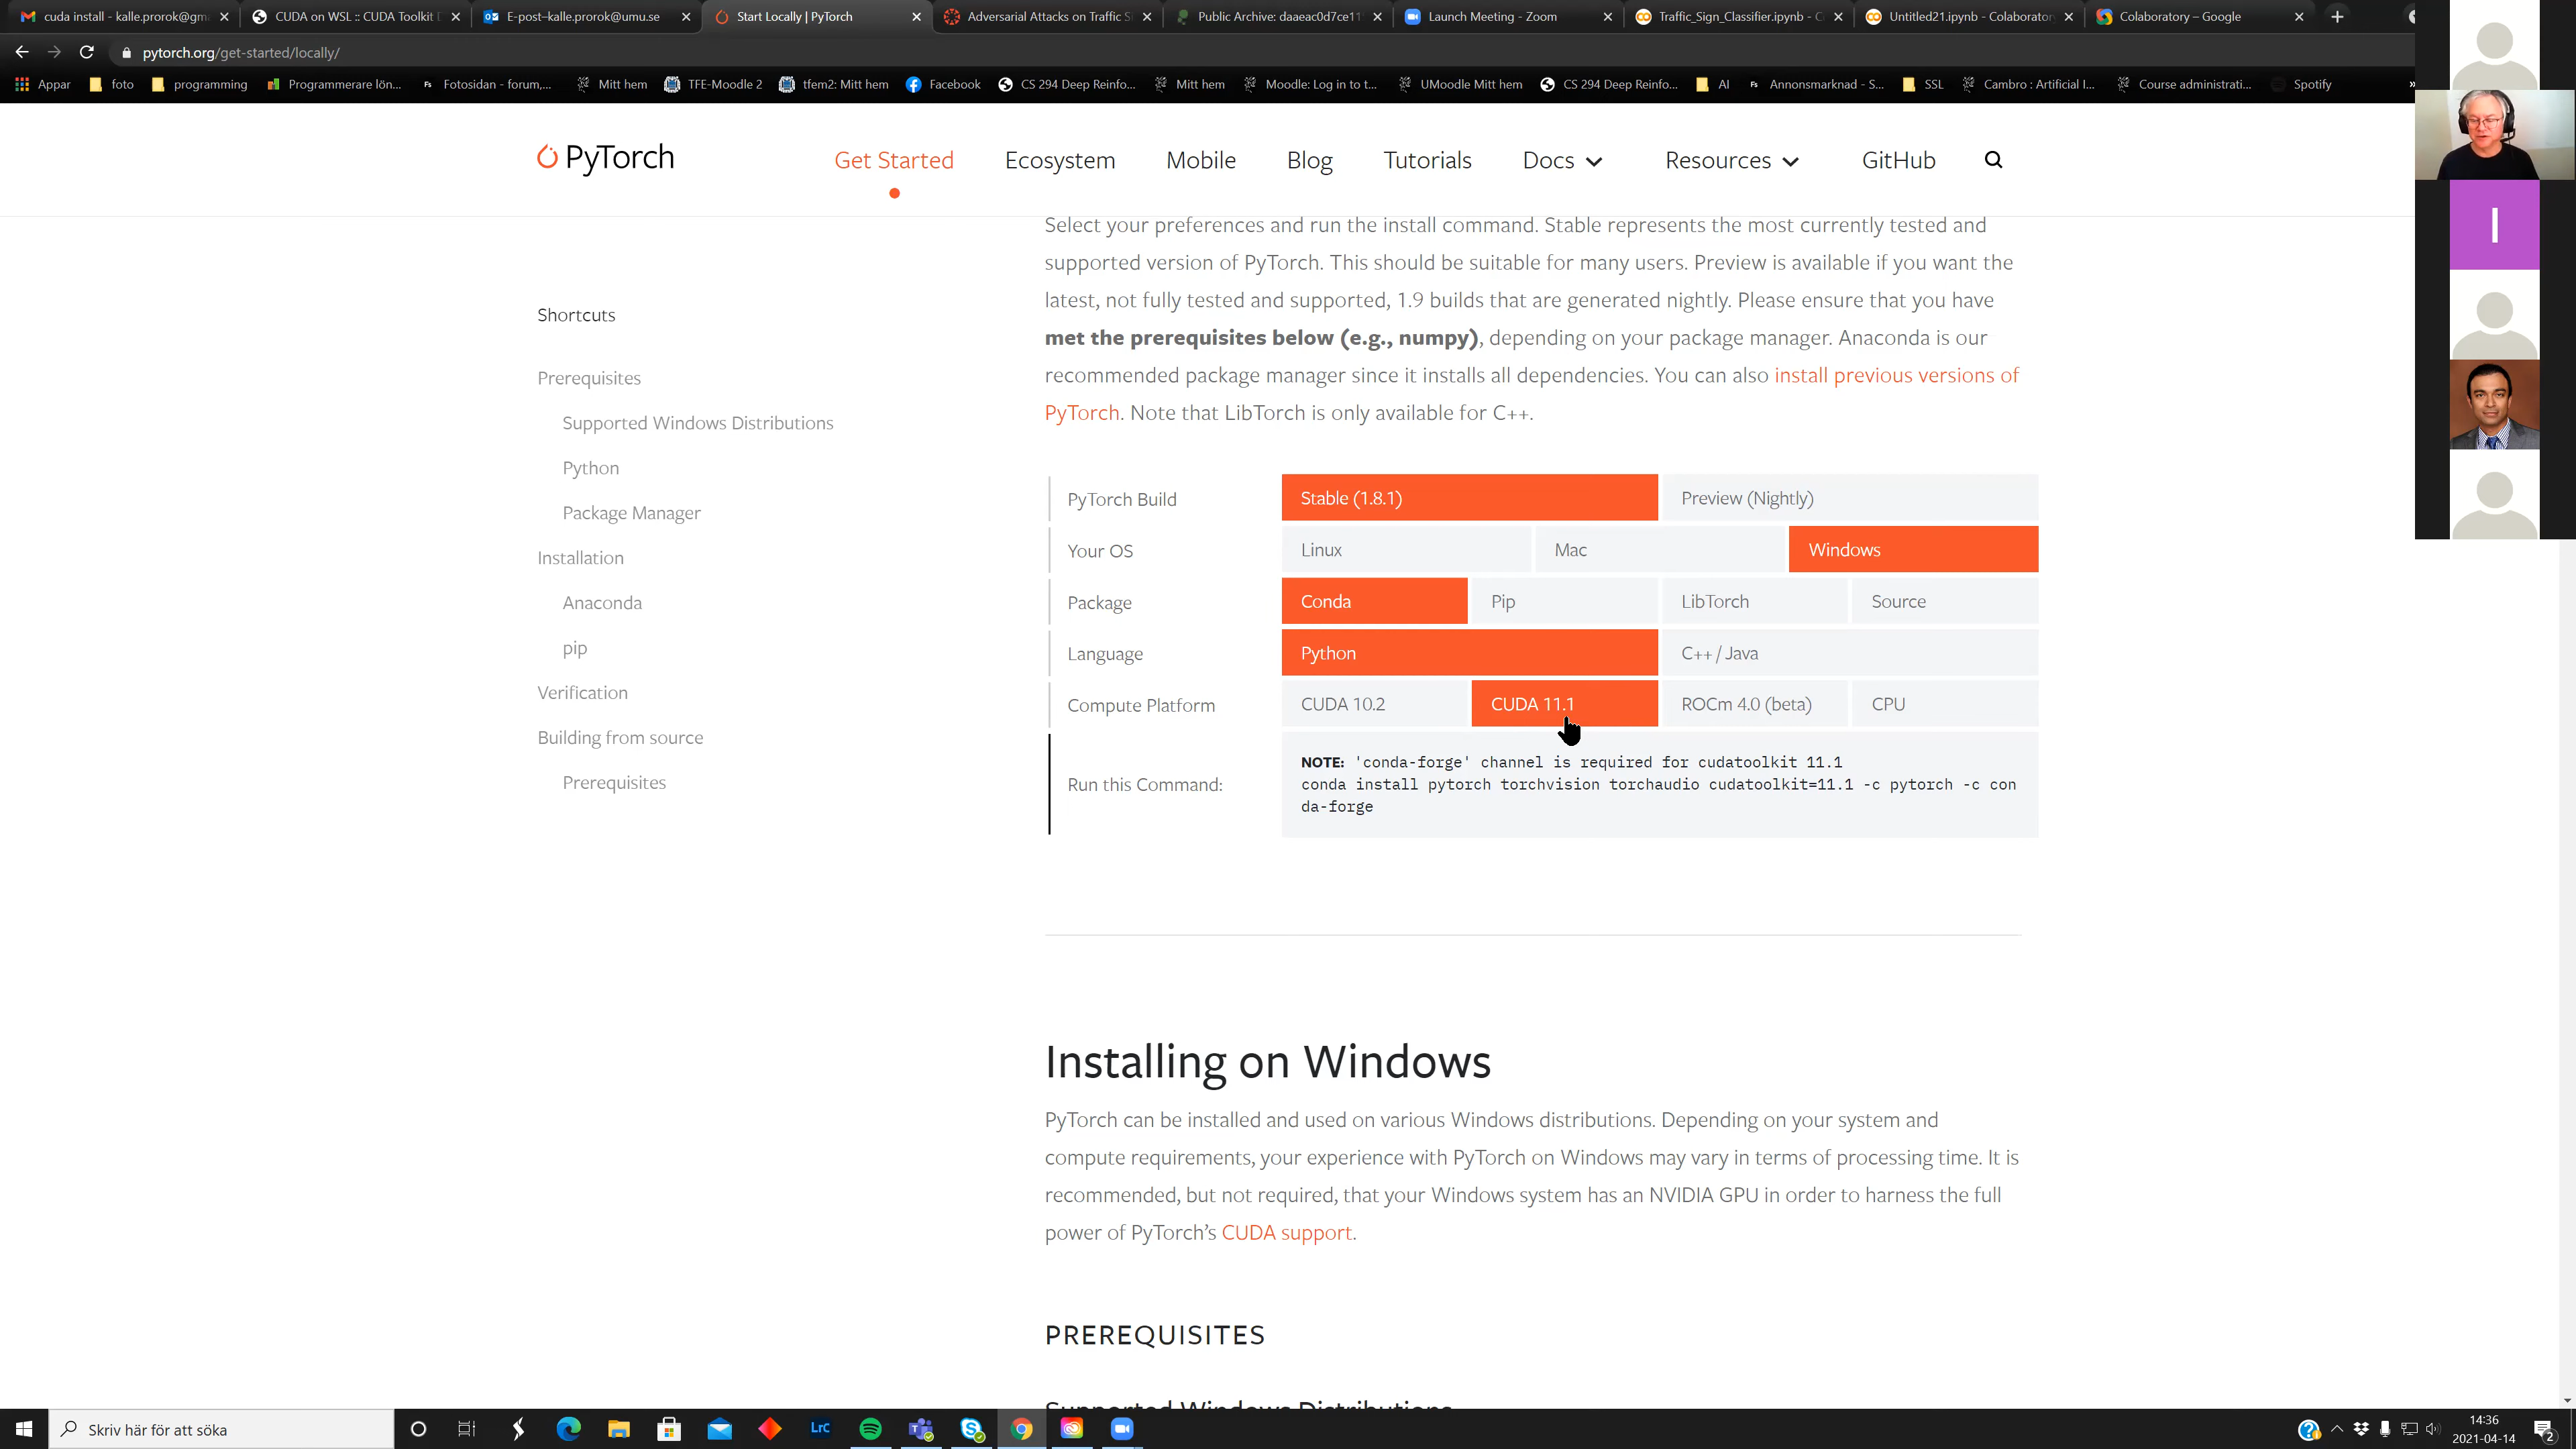 cuda install - kalle.prorok@gm
CUDA on WSL :: CUDA Toolkit D
E-post–kalle.prorok@umu.se
Start Locally | PyTorch
Adversarial Attacks on Traffic S
Public Archive: daaeac0d7ce11
Launch Meeting - Zoom
Traffic_Sign_Classifier.ipynb - C
Untitled21.ipynb - Colaborator
Colaboratory – Google
pytorch.org/get-started/locally/
Appar
foto
programming
Programmerare lön...
Fotosidan - forum,...
Mitt hem
TFE-Moodle 2
tfem2: Mitt hem
Facebook
CS 294 Deep Reinfo...
Mitt hem
Moodle: Log in to t...
UMoodle Mitt hem
CS 294 Deep Reinfo...
AI
Annonsmarknad - S...
SSL
Cambro : Artificial I...
Course administrati...
Spotify
»
PyTorch
Get Started
Ecosystem
Mobile
Blog
Tutorials
Docs
Resources
GitHub
Shortcuts
Prerequisites
Supported Windows Distributions
Python
Package Manager
Installation
Anaconda
pip
Verification
Building from source
Prerequisites
Select your preferences and run the install command. Stable represents the most currently tested and
supported version of PyTorch. This should be suitable for many users. Preview is available if you want the
latest, not fully tested and supported, 1.9 builds that are generated nightly. Please ensure that you have
met the prerequisites below (e.g., numpy), depending on your package manager. Anaconda is our
recommended package manager since it installs all dependencies. You can also install previous versions of
PyTorch. Note that LibTorch is only available for C++.
PyTorch Build
Stable (1.8.1)
Preview (Nightly)
Your OS
Linux
Mac
Windows
Package
Conda
Pip
LibTorch
Source
Language
Python
C++ / Java
Compute Platform
CUDA 10.2
CUDA 11.1
ROCm 4.0 (beta)
CPU
Run this Command:
NOTE: 'conda-forge' channel is required for cudatoolkit 11.1
conda install pytorch torchvision torchaudio cudatoolkit=11.1 -c pytorch -c con
da-forge
Installing on Windows
PyTorch can be installed and used on various Windows distributions. Depending on your system and
compute requirements, your experience with PyTorch on Windows may vary in terms of processing time. It is
recommended, but not required, that your Windows system has an NVIDIA GPU in order to harness the full
power of PyTorch's CUDA support.
PREREQUISITES
Supported Windows Distributions
I
Skriv här för att söka
LrC
14:36
2021-04-14
2